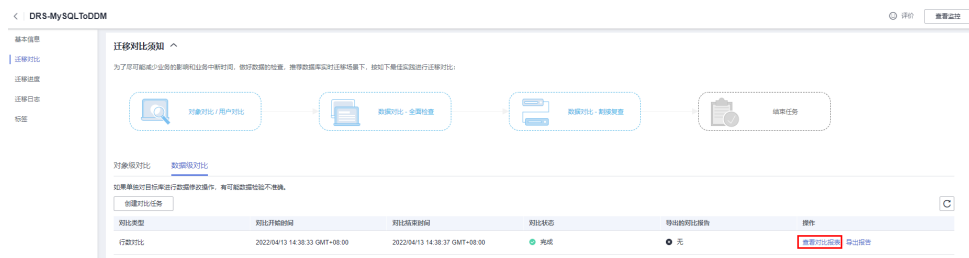 < DRS-MySQLToDDM
评价
查看监控
基本信息
迁移对比
迁移进度
迁移日志
标签
迁移对比须知
为了尽可能减少业务的影响和业务中断时间，做好数据的检查，推荐数据库实时迁移场景下，按如下最佳实践进行迁移对比：
对象对比 / 用户对比
数据对比 - 全面检查
数据对比 - 割接复查
结束任务
对象级对比 数据级对比
如果单独对目标库进行数据修改操作，有可能数据检验不准确。
创建对比任务
对比类型 对比开始时间 对比结束时间 对比状态 导出的对比报告 操作
行数对比 2022/04/13 14:38:33 GMT+08:00 2022/04/13 14:38:37 GMT+08:00 完成 无 查看对比报表 导出报告